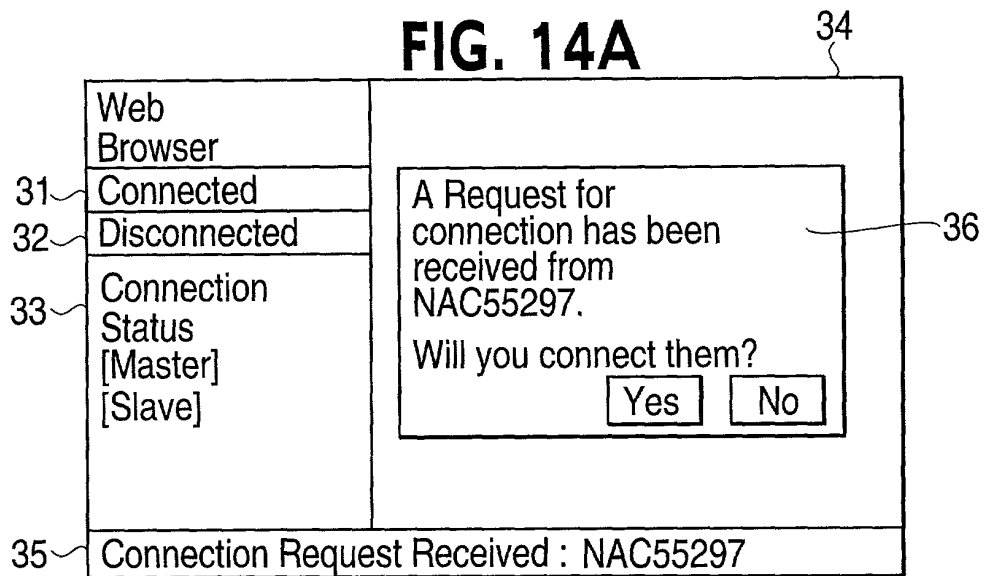 FIG. 14A
34
Web
Browser
31
Connected
32
Disconnected
33
Connection
Status
[Master]
[Slave]
A Request for
connection has been
received from
NAC55297.
Will you connect them?
Yes
No
36
35
Connection Request Received : NAC55297